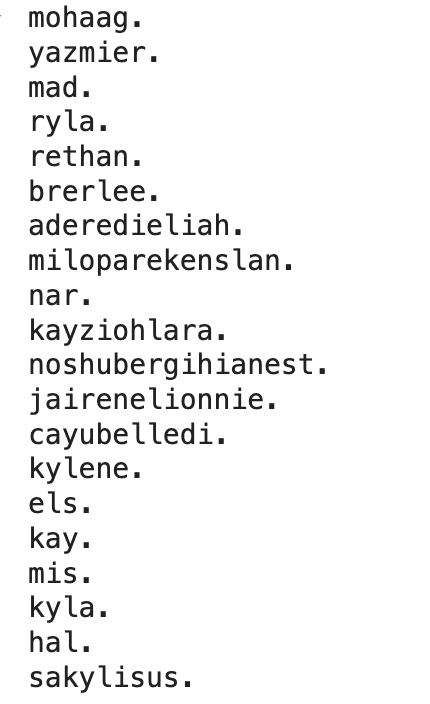 mohaag.
yazmier.
mad.
ryla.
rethan.
brerlee.
aderedieliah.
miloparekenslan.
nar.
kayziohlara.
noshubergihianest.
jairenelionnie.
cayubelledi.
kylene.
els.
kay.
mis.
kyla.
hal.
sakylisus.